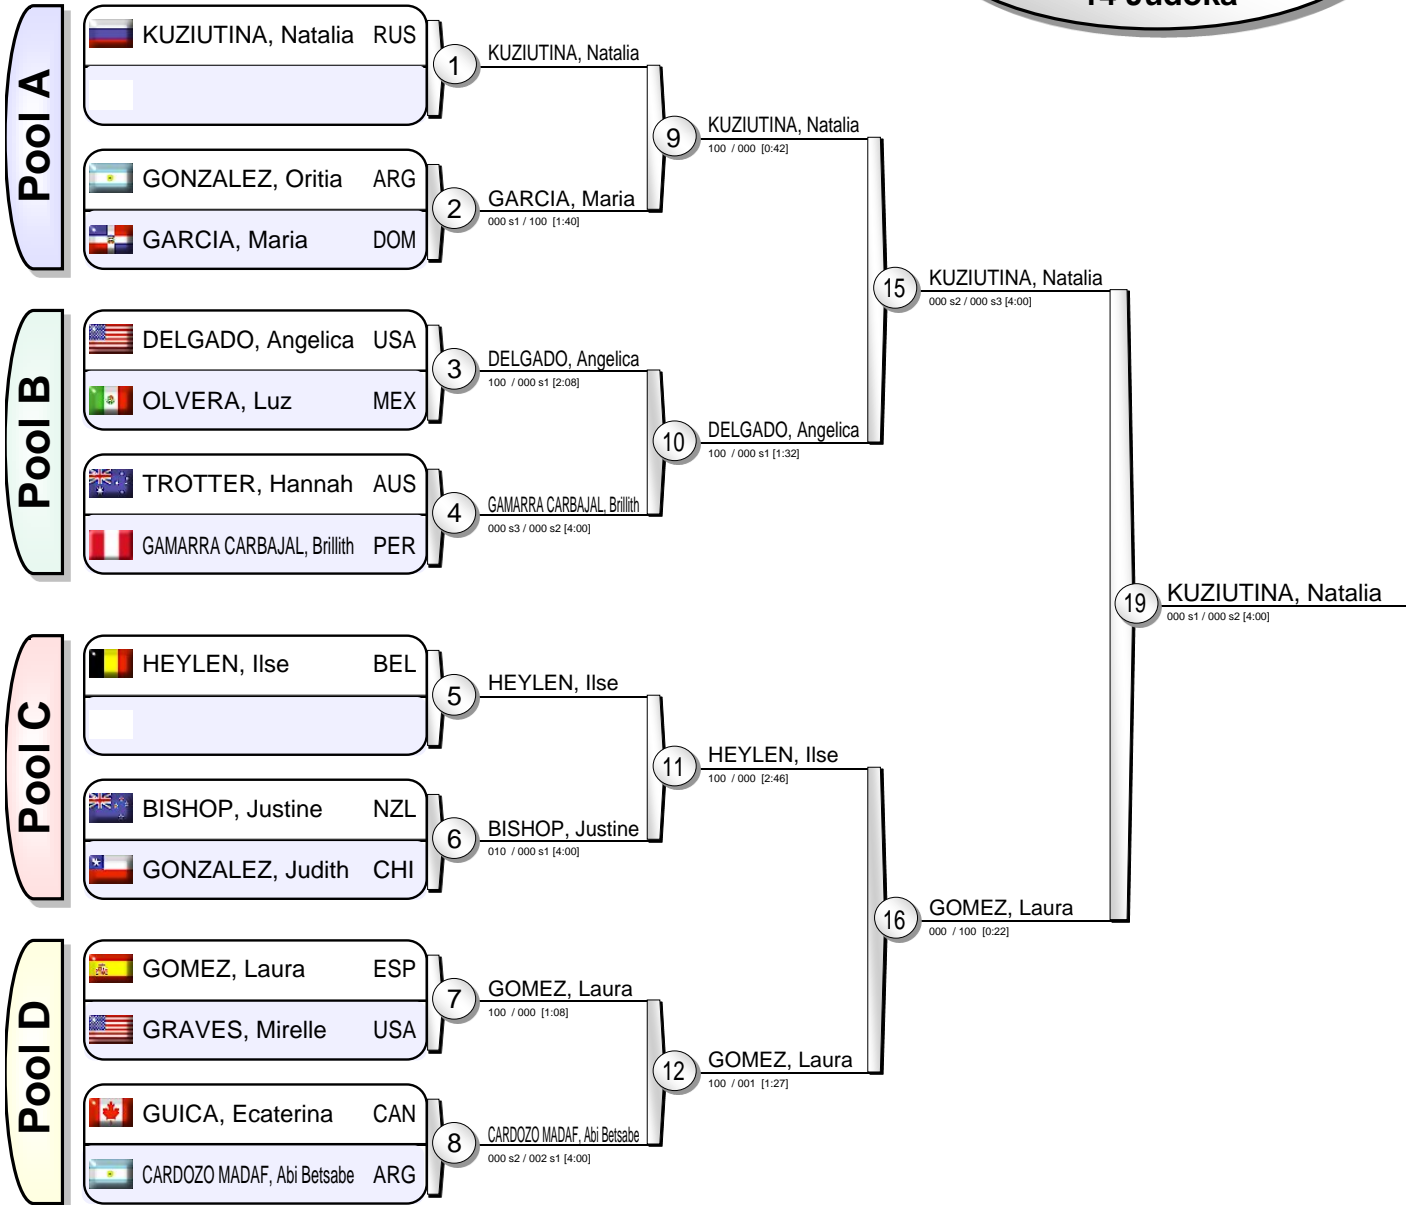 14 Judoka
Pool A
KUZIUTINA, Natalia RUS
1
KUZIUTINA, Natalia
GONZALEZ, Oritia ARG
GARCIA, Maria DOM
2
GARCIA, Maria
000 s1 / 100 [1:40]
9
KUZIUTINA, Natalia
100 / 000 [0:42]
Pool B
DELGADO, Angelica USA
OLVERA, Luz MEX
3
DELGADO, Angelica
100 / 000 s1 [2:08]
TROTTER, Hannah AUS
GAMARRA CARBAJAL, Brillith PER
4
GAMARRA CARBAJAL, Brillith
000 s3 / 000 s2 [4:00]
10
DELGADO, Angelica
100 / 000 s1 [1:32]
15
KUZIUTINA, Natalia
000 s2 / 000 s3 [4:00]
Pool C
HEYLEN, Ilse BEL
5
HEYLEN, Ilse
BISHOP, Justine NZL
GONZALEZ, Judith CHI
6
BISHOP, Justine
010 / 000 s1 [4:00]
11
HEYLEN, Ilse
100 / 000 [2:46]
Pool D
GOMEZ, Laura ESP
GRAVES, Mirelle USA
7
GOMEZ, Laura
100 / 000 [1:08]
GUICA, Ecaterina CAN
CARDOZO MADAF, Abi Betsabe ARG
8
CARDOZO MADAF, Abi Betsabe
000 s2 / 002 s1 [4:00]
12
GOMEZ, Laura
100 / 001 [1:27]
16
GOMEZ, Laura
000 / 100 [0:22]
19
KUZIUTINA, Natalia
000 s1 / 000 s2 [4:00]